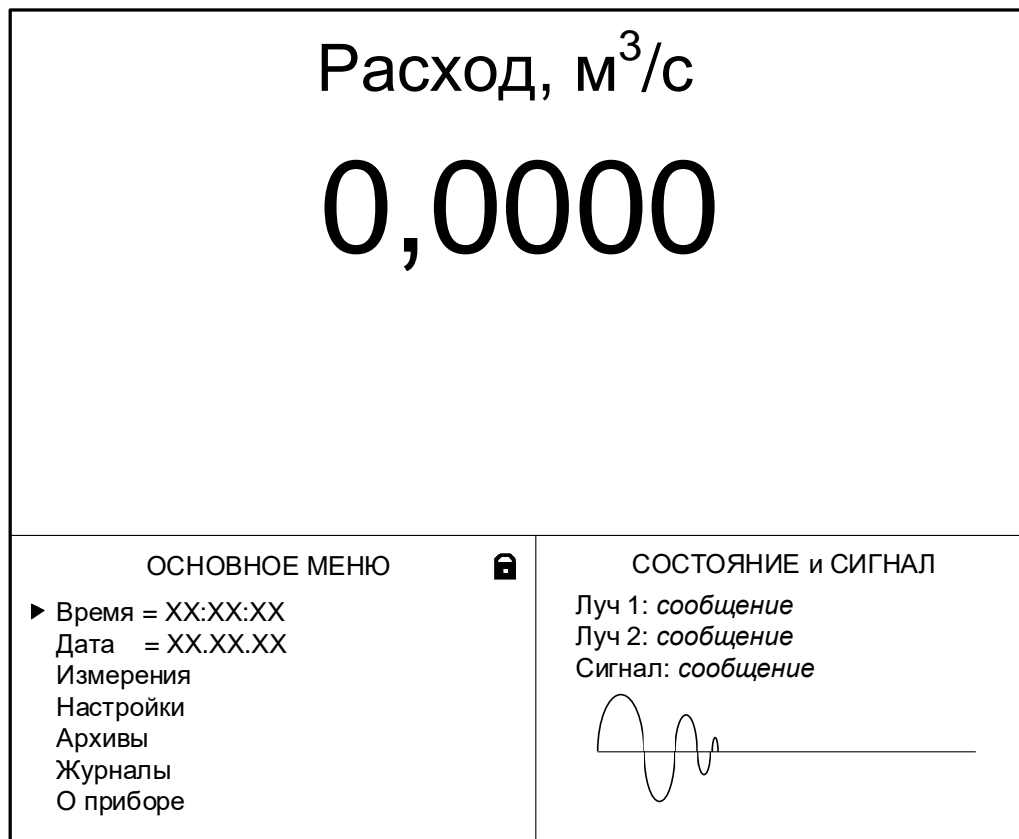 Расход, м³/с
0,0000
ОСНОВНОЕ МЕНЮ
Время = XX:XX:XX
Дата = XX.XX.XX
Измерения
Настройки
Архивы
Журналы
О приборе
СОСТОЯНИЕ и СИГНАЛ
Луч 1: сообщение
Луч 2: сообщение
Сигнал: сообщение